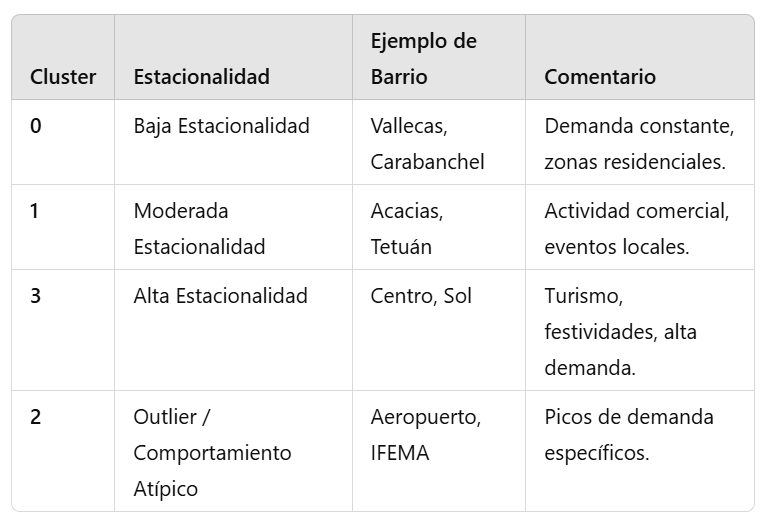 Cluster Estacionalidad Ejemplo de Barrio Comentario
0 Baja Estacionalidad Vallecas, Carabanchel Demanda constante, zonas residenciales.
1 Moderada Estacionalidad Acacias, Tetuán Actividad comercial, eventos locales.
3 Alta Estacionalidad Centro, Sol Turismo, festividades, alta demanda.
2 Outlier / Comportamiento Atípico Aeropuerto, IFEMA Picos de demanda específicos.